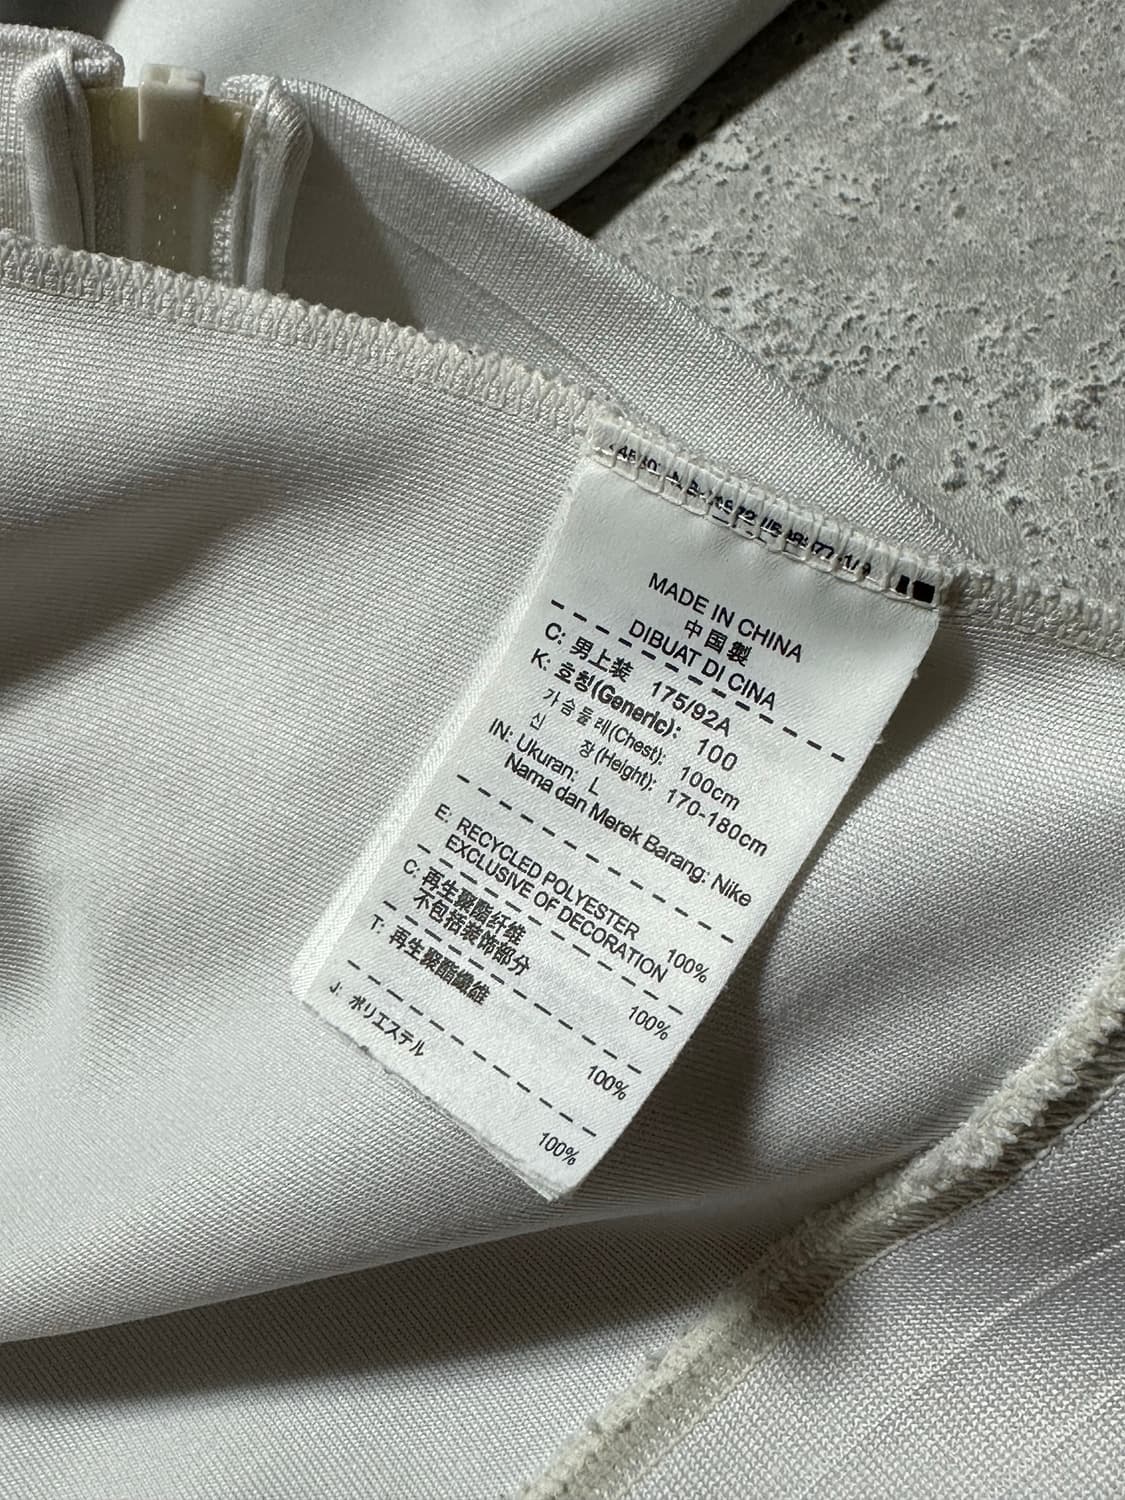 MADE IN CHINA
中国製
DIBUAT DI CINA
C: 男上装 175/92A
K: 호칭(Generic): 100
가슴둘레(Chest): 100cm
신 장(Height): 170-180cm
IN: Ukuran: L
Nama dan Merek Barang: Nike
E: RECYCLED POLYESTER 100%
EXCLUSIVE OF DECORATION
C: 再生聚酯纤维 100%
不包括装饰部分
T: 再生聚酯纖維 100%
J: ポリエステル 100%